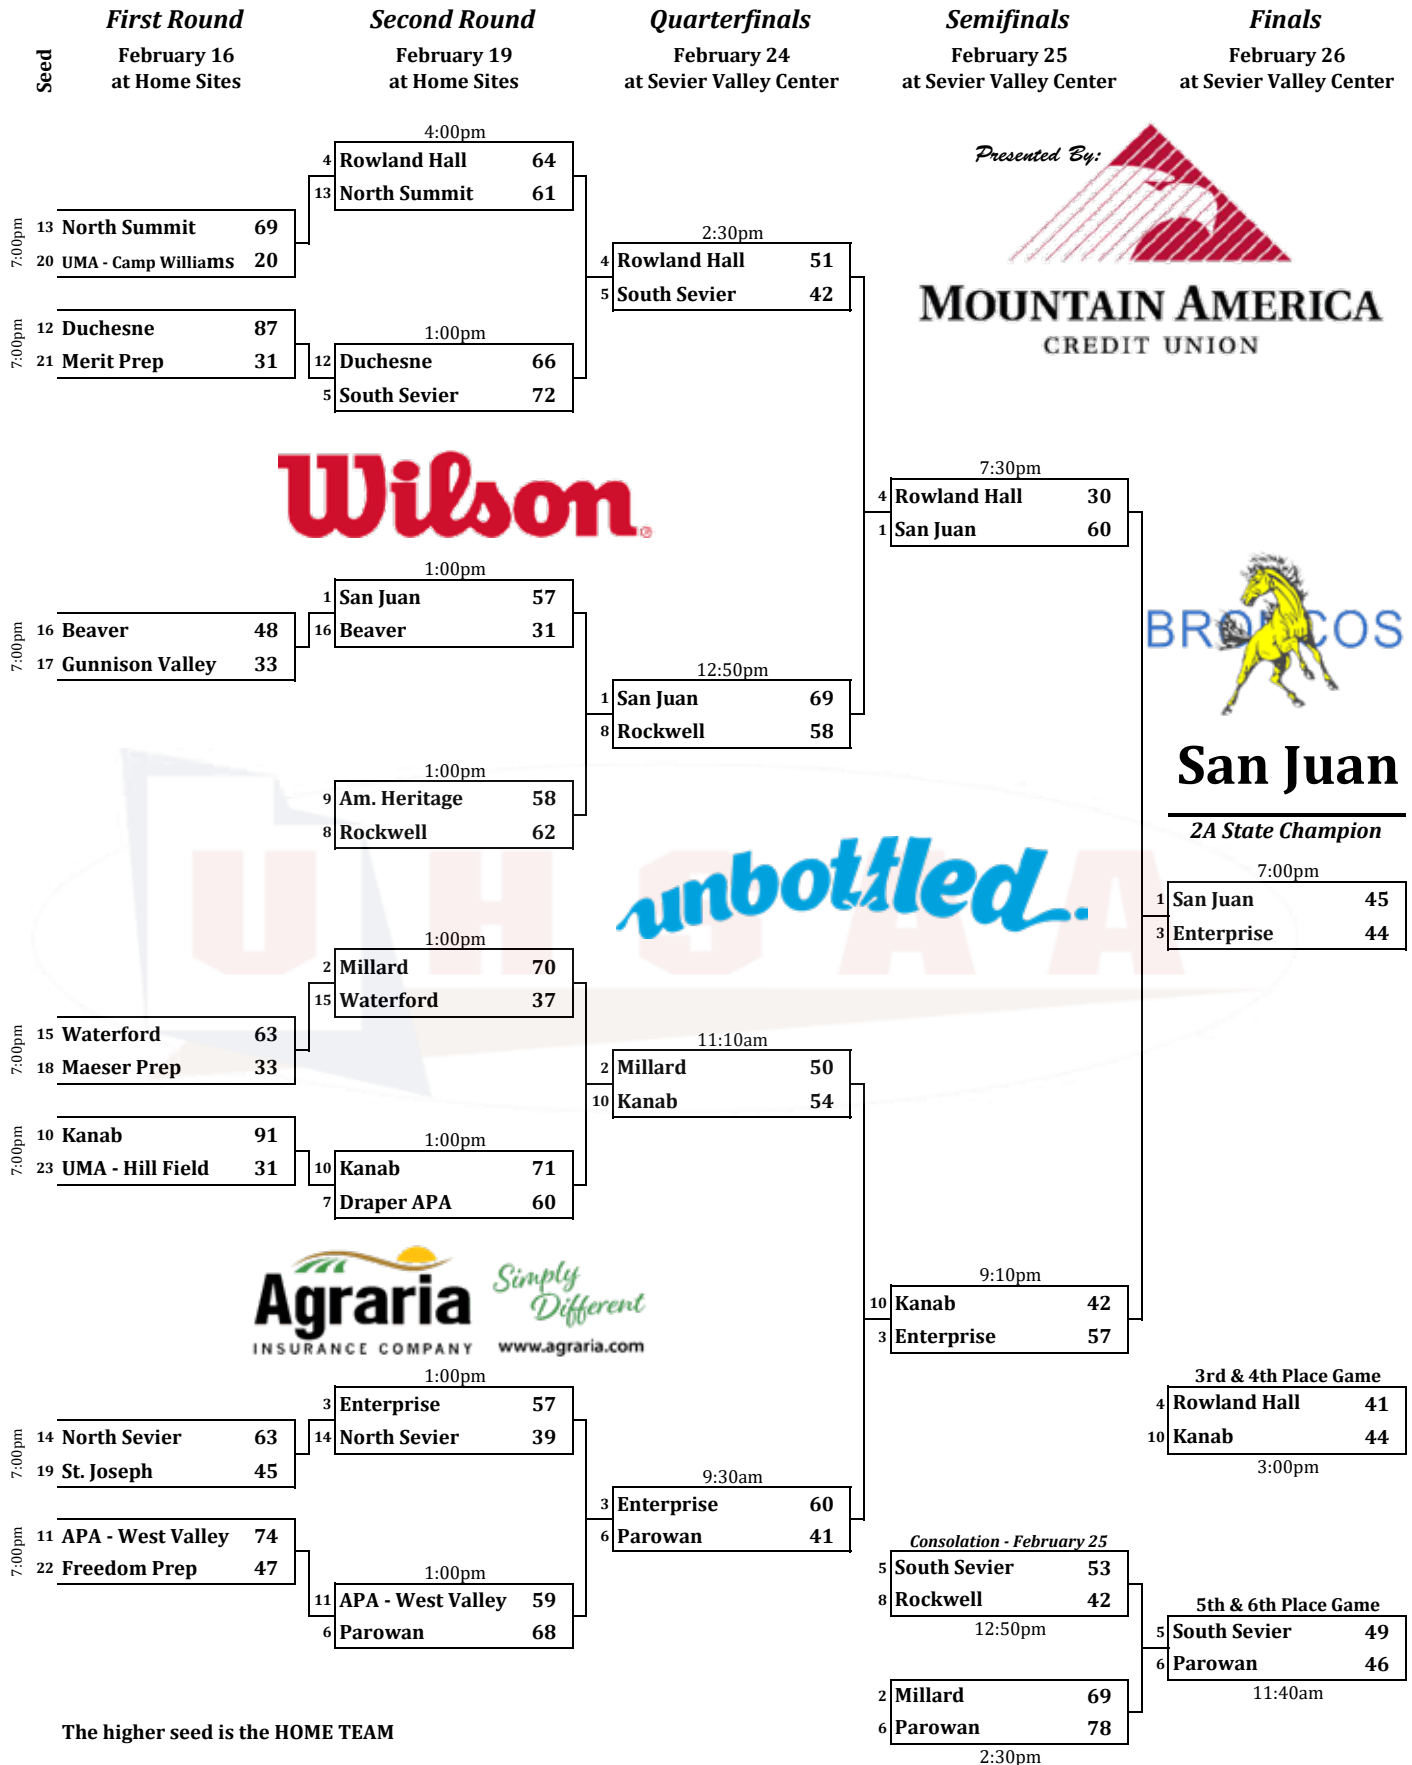 First Round Second Round Quarterfinals Semifinals Finals
Seed
February 16 February 19 February 24 February 25 February 26
at Home Sites at Home Sites at Sevier Valley Center at Sevier Valley Center at Sevier Valley Center
Presented By:
MOUNTAIN AMERICA
CREDIT UNION
7:00pm
13 North Summit 69
20 UMA - Camp Williams 20
7:00pm
12 Duchesne 87
21 Merit Prep 31
7:00pm
16 Beaver 48
17 Gunnison Valley 33
7:00pm
15 Waterford 63
18 Maeser Prep 33
7:00pm
10 Kanab 91
23 UMA - Hill Field 31
7:00pm
14 North Sevier 63
19 St. Joseph 45
7:00pm
11 APA - West Valley 74
22 Freedom Prep 47
The higher seed is the HOME TEAM
4:00pm
4 Rowland Hall 64
13 North Summit 61
1:00pm
12 Duchesne 66
5 South Sevier 72
Wilson®
1:00pm
1 San Juan 57
16 Beaver 31
1:00pm
9 Am. Heritage 58
8 Rockwell 62
UHSAA
1:00pm
2 Millard 70
15 Waterford 37
1:00pm
10 Kanab 71
7 Draper APA 60
Agraria
INSURANCE COMPANY
Simply
Different
www.agraria.com
1:00pm
3 Enterprise 57
14 North Sevier 39
1:00pm
11 APA - West Valley 59
6 Parowan 68
2:30pm
4 Rowland Hall 51
5 South Sevier 42
12:50pm
1 San Juan 69
8 Rockwell 58
unbottled.
11:10am
2 Millard 50
10 Kanab 54
9:30am
3 Enterprise 60
6 Parowan 41
7:30pm
4 Rowland Hall 30
1 San Juan 60
9:10pm
10 Kanab 42
3 Enterprise 57
Consolation - February 25
5 South Sevier 53
8 Rockwell 42
12:50pm
2 Millard 69
6 Parowan 78
2:30pm
BRONCOS
San Juan
2A State Champion
7:00pm
1 San Juan 45
3 Enterprise 44
3rd & 4th Place Game
4 Rowland Hall 41
10 Kanab 44
3:00pm
5th & 6th Place Game
5 South Sevier 49
6 Parowan 46
11:40am